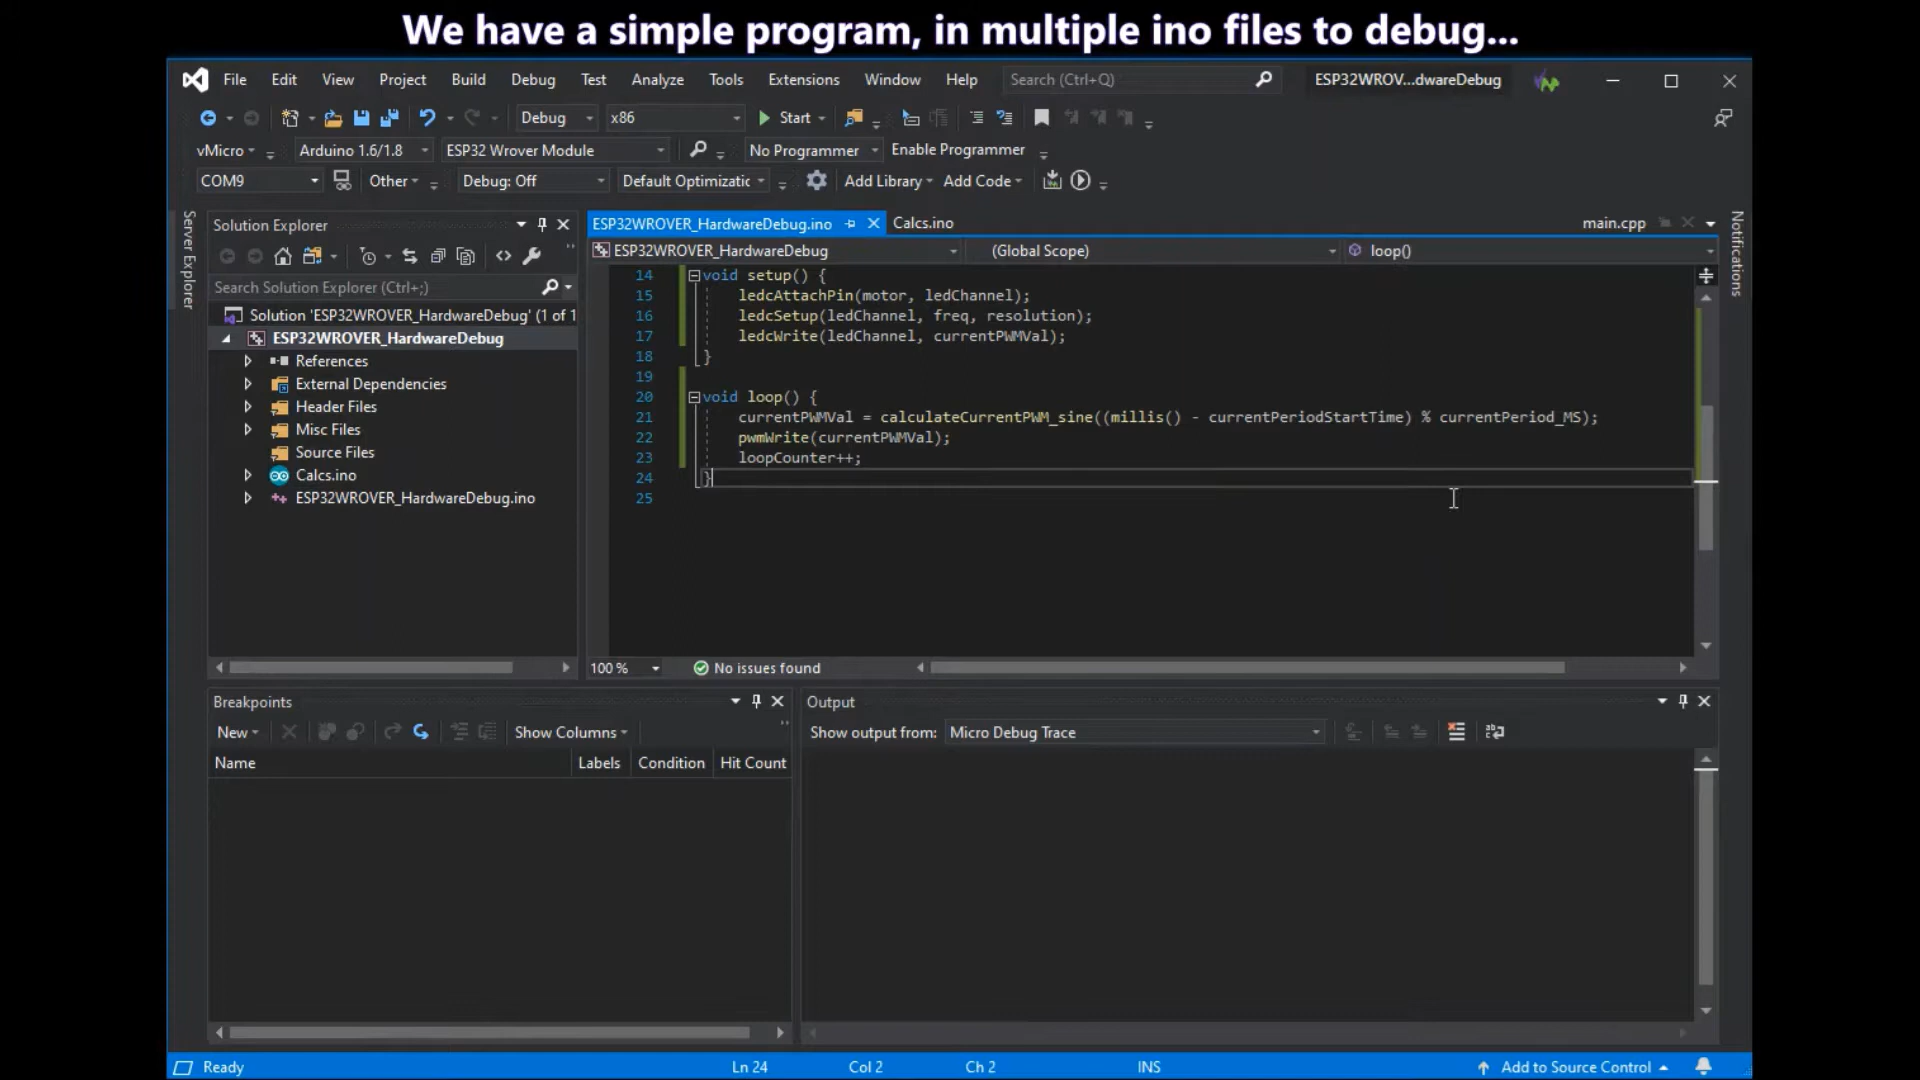 We have a simple program, in multiple ino files to debug...
File Edit View Project Build Debug Test Analyze Tools Extensions Window Help Search (Ctrl+Q) ESP32WROV...dwareDebug
Debug x86 Start
vMicro Arduino 1.6/1.8 ESP32 Wrover Module No Programmer Enable Programmer
COM9 Other Debug: Off Default Optimizatic Add Library Add Code
Server Explorer
Solution Explorer
Search Solution Explorer (Ctrl+;)
Solution 'ESP32WROVER_HardwareDebug' (1 of 1
ESP32WROVER_HardwareDebug
References
External Dependencies
Header Files
Misc Files
Source Files
Calcs.ino
ESP32WROVER_HardwareDebug.ino
ESP32WROVER_HardwareDebug.ino Calcs.ino main.cpp
ESP32WROVER_HardwareDebug (Global Scope) loop()
14 void setup() {
15 ledcAttachPin(motor, ledChannel);
16 ledcSetup(ledChannel, freq, resolution);
17 ledcWrite(ledChannel, currentPWMVal);
18 }
19
20 void loop() {
21 currentPWMVal = calculateCurrentPWM_sine((millis() - currentPeriodStartTime) % currentPeriod_MS);
22 pwmWrite(currentPWMVal);
23 loopCounter++;
24 }
25
100 % No issues found
Notifications
Breakpoints
New Show Columns
Name Labels Condition Hit Count
Output
Show output from: Micro Debug Trace
Ready Ln 24 Col 2 Ch 2 INS Add to Source Control